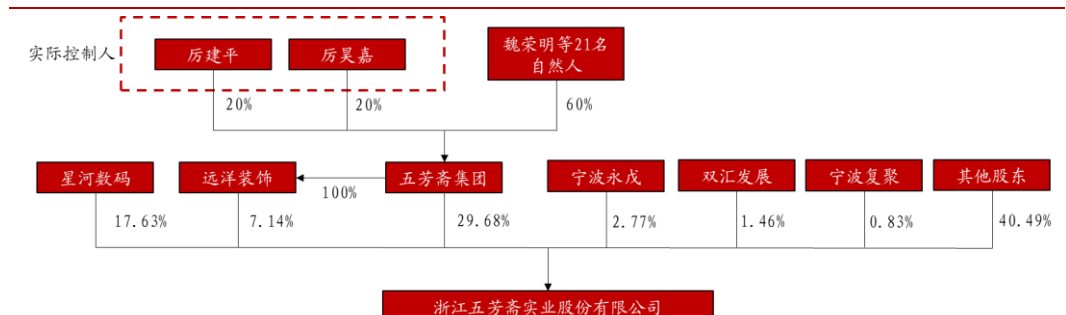 实际控制人
厉建平
厉昊嘉
魏荣明等21名
自然人
20%
20%
60%
星河数码
远洋装饰
100%
五芳斋集团
宁波永戊
双汇发展
宁波复聚
其他股东
17.63%
7.14%
29.68%
2.77%
1.46%
0.83%
40.49%
浙江五芳斋实业股份有限公司